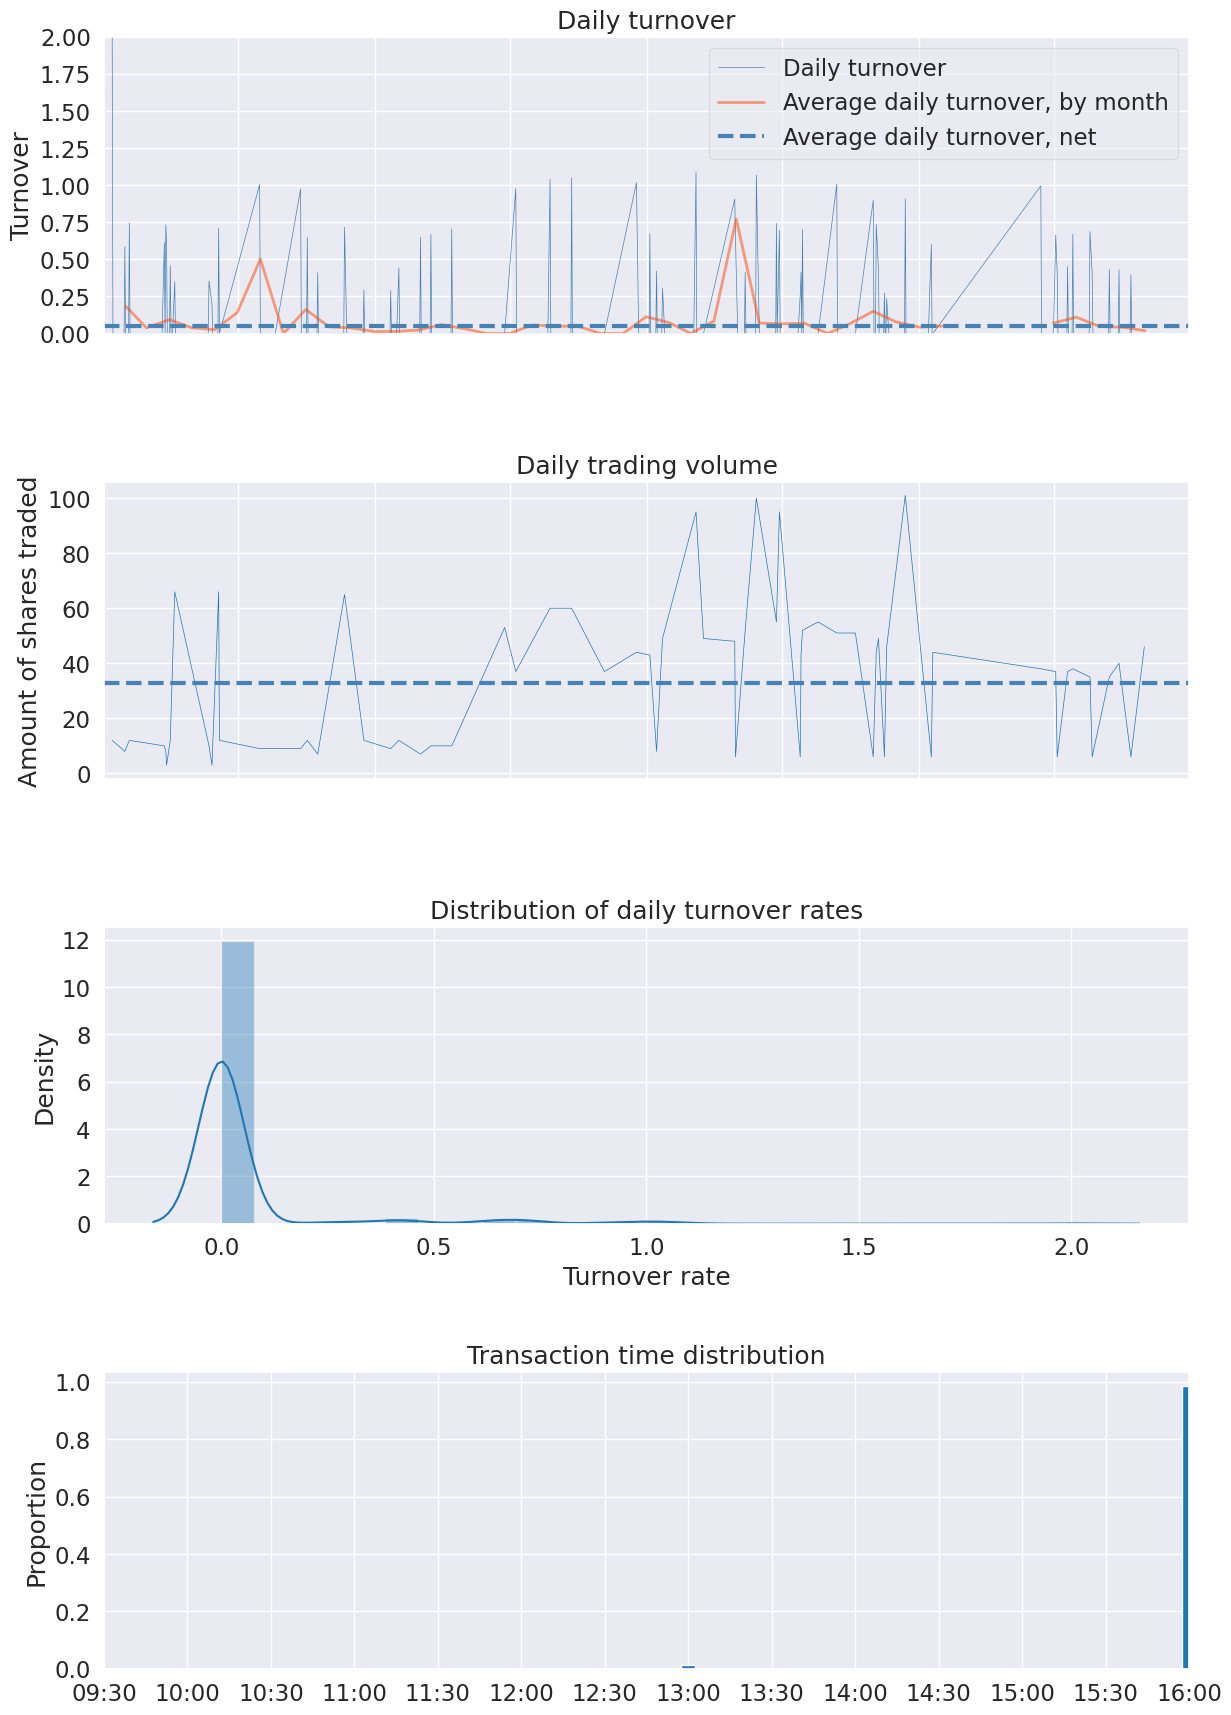 Daily turnover
Turnover
2.00
1.75
1.50
1.25
1.00
0.75
0.50
0.25
0.00
Daily turnover
Average daily turnover, by month
Average daily turnover, net
Daily trading volume
Amount of shares traded
100
80
60
40
20
0
Distribution of daily turnover rates
Density
12
10
8
6
4
2
0
0.0 0.5 1.0 1.5 2.0
Turnover rate
Transaction time distribution
Proportion
1.0
0.8
0.6
0.4
0.2
0.0
09:30 10:00 10:30 11:00 11:30 12:00 12:30 13:00 13:30 14:00 14:30 15:00 15:30 16:00